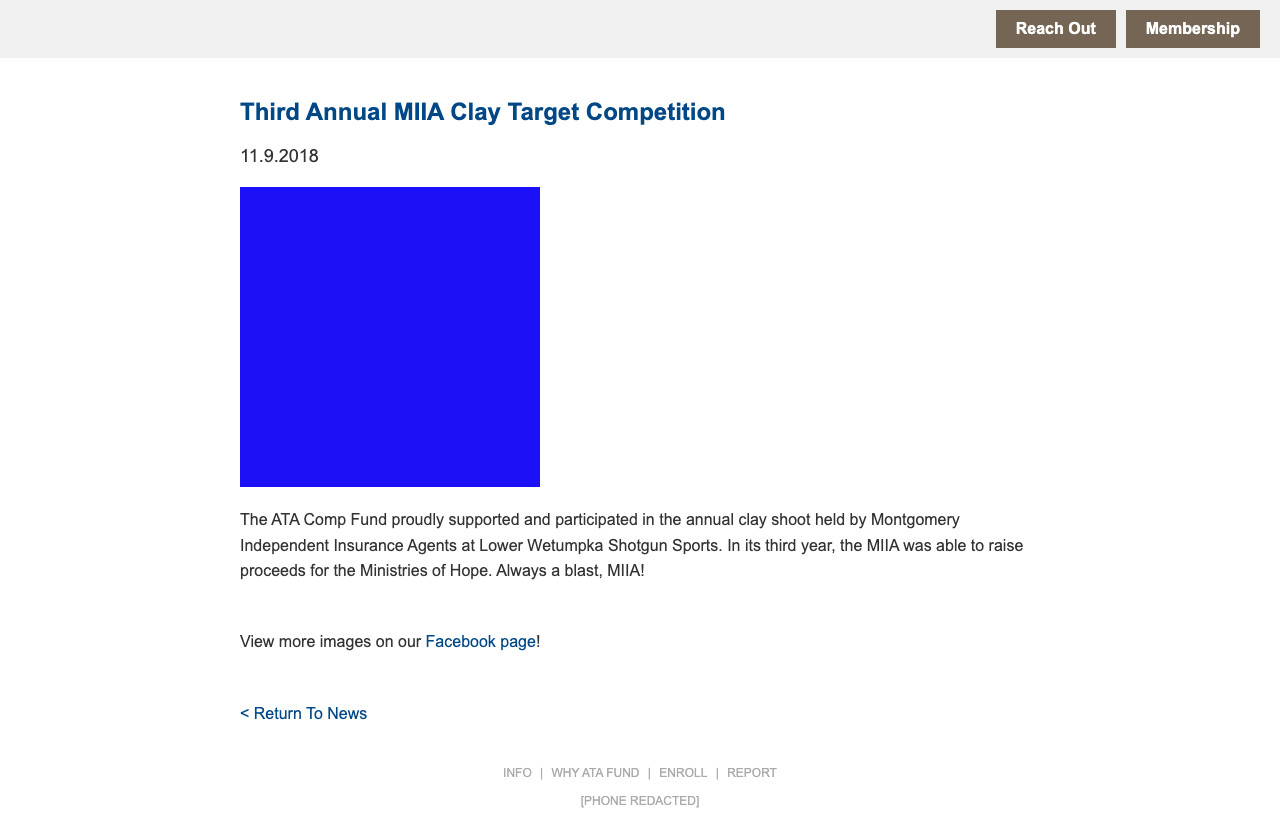 Reach Out
Membership
Third Annual MIIA Clay Target Competition
11.9.2018
The ATA Comp Fund proudly supported and participated in the annual clay shoot held by Montgomery
Independent Insurance Agents at Lower Wetumpka Shotgun Sports. In its third year, the MIIA was able to raise
proceeds for the Ministries of Hope. Always a blast, MIIA!
View more images on our Facebook page!
< Return To News
INFO | WHY ATA FUND | ENROLL | REPORT
[PHONE REDACTED]